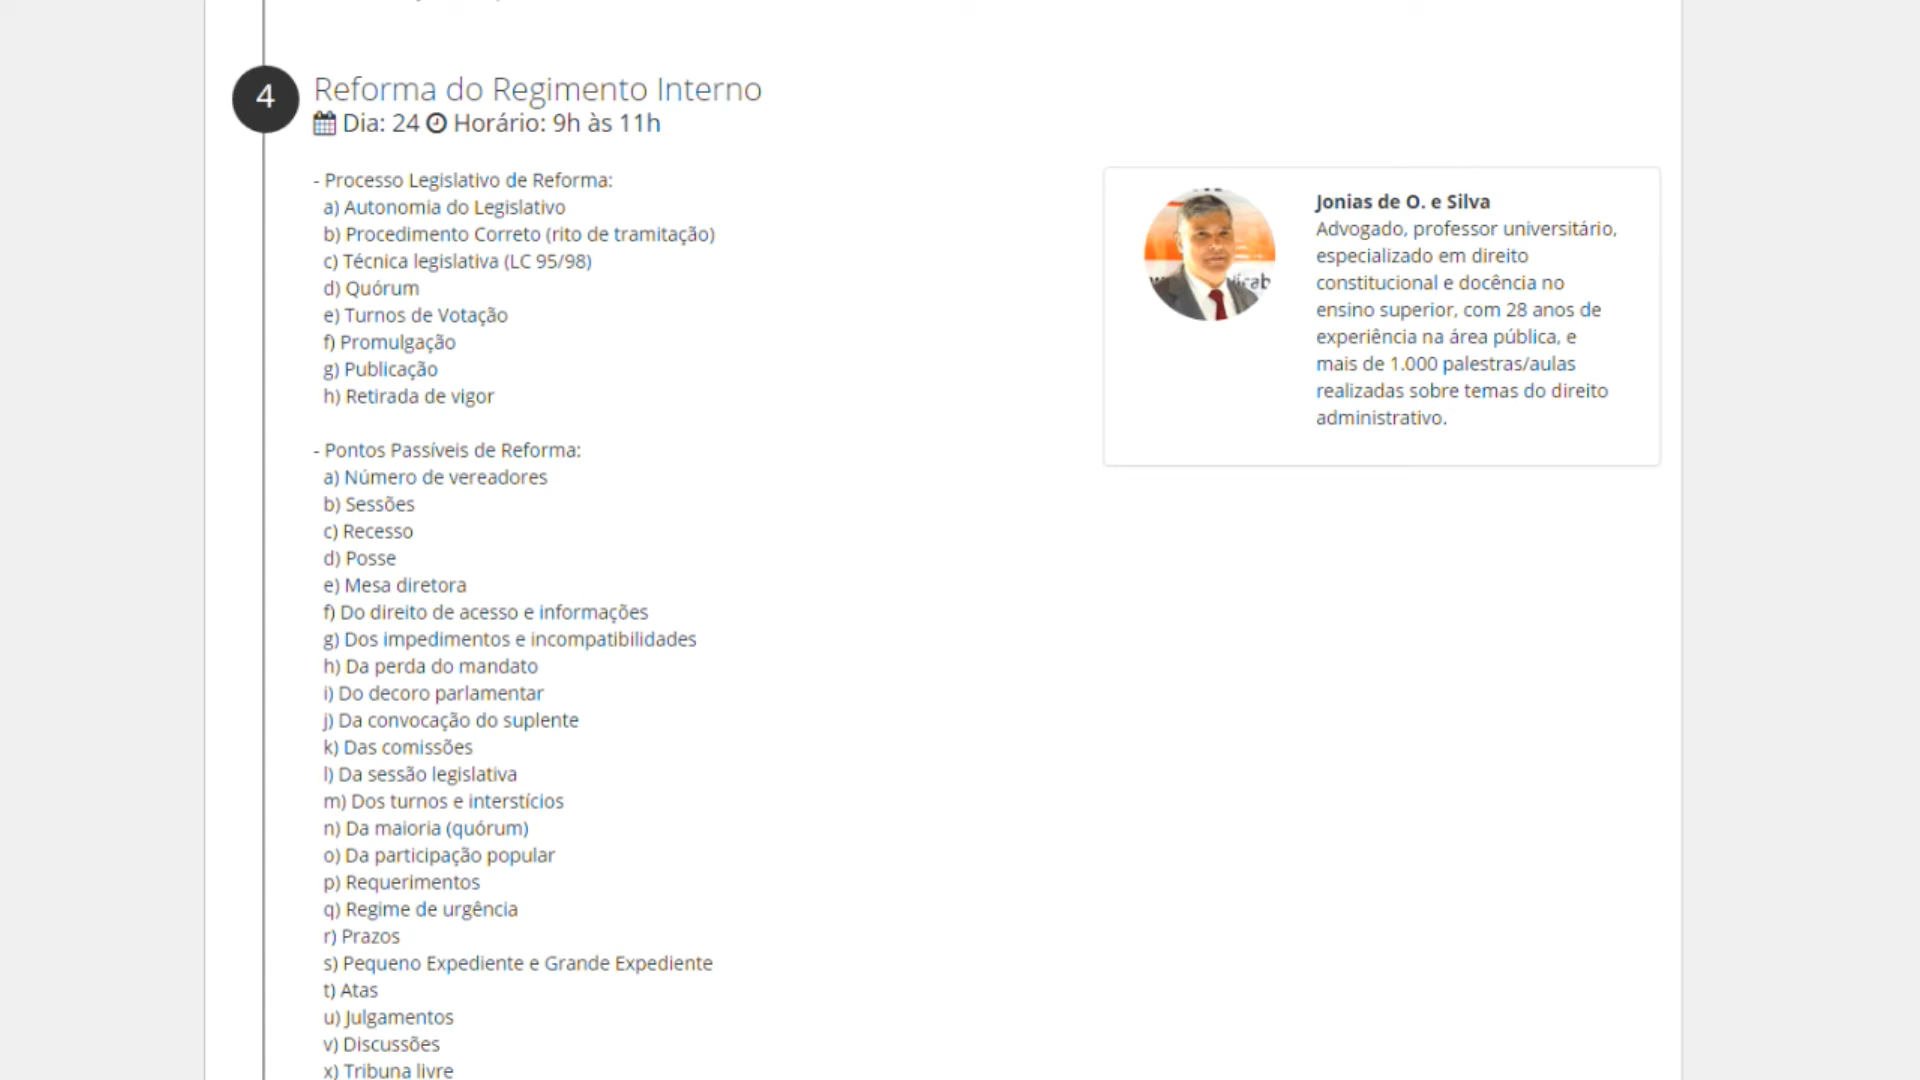 4
Reforma do Regimento Interno
Dia: 24 Horário: 9h às 11h
- Processo Legislativo de Reforma:
a) Autonomia do Legislativo
b) Procedimento Correto (rito de tramitação)
c) Técnica legislativa (LC 95/98)
d) Quórum
e) Turnos de Votação
f) Promulgação
g) Publicação
h) Retirada de vigor
- Pontos Passíveis de Reforma:
a) Número de vereadores
b) Sessões
c) Recesso
d) Posse
e) Mesa diretora
f) Do direito de acesso e informações
g) Dos impedimentos e incompatibilidades
h) Da perda do mandato
i) Do decoro parlamentar
j) Da convocação do suplente
k) Das comissões
l) Da sessão legislativa
m) Dos turnos e interstícios
n) Da maioria (quórum)
o) Da participação popular
p) Requerimentos
q) Regime de urgência
r) Prazos
s) Pequeno Expediente e Grande Expediente
t) Atas
u) Julgamentos
v) Discussões
x) Tribuna livre
Jonias de O. e Silva
Advogado, professor universitário,
especializado em direito
constitucional e docência no
ensino superior, com 28 anos de
experiência na área pública, e
mais de 1.000 palestras/aulas
realizadas sobre temas do direito
administrativo.